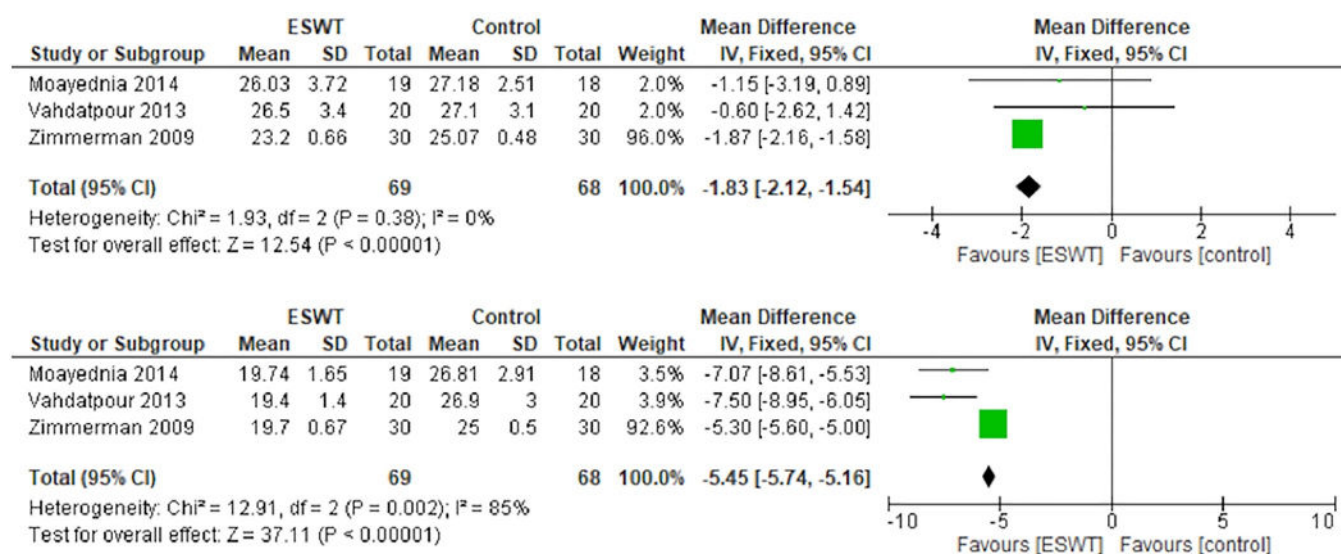 ESWT Control Mean Difference Mean Difference
Study or Subgroup Mean SD Total Mean SD Total Weight IV, Fixed, 95% CI IV, Fixed, 95% CI
Moayednia 2014 26.03 3.72 19 27.18 2.51 18 2.0% -1.15 [-3.19, 0.89]
Vahdatpour 2013 26.5 3.4 20 27.1 3.1 20 2.0% -0.60 [-2.62, 1.42]
Zimmerman 2009 23.2 0.66 30 25.07 0.48 30 96.0% -1.87 [-2.16, -1.58]
Total (95% CI) 69 68 100.0% -1.83 [-2.12, -1.54]
Heterogeneity: Chi² = 1.93, df = 2 (P = 0.38); I² = 0%
Test for overall effect: Z = 12.54 (P < 0.00001)
-4 -2 0 2 4
Favours [ESWT] Favours [control]
ESWT Control Mean Difference Mean Difference
Study or Subgroup Mean SD Total Mean SD Total Weight IV, Fixed, 95% CI IV, Fixed, 95% CI
Moayednia 2014 19.74 1.65 19 26.81 2.91 18 3.5% -7.07 [-8.61, -5.53]
Vahdatpour 2013 19.4 1.4 20 26.9 3 20 3.9% -7.50 [-8.95, -6.05]
Zimmerman 2009 19.7 0.67 30 25 0.5 30 92.6% -5.30 [-5.60, -5.00]
Total (95% CI) 69 68 100.0% -5.45 [-5.74, -5.16]
Heterogeneity: Chi² = 12.91, df = 2 (P = 0.002); I² = 85%
Test for overall effect: Z = 37.11 (P < 0.00001)
-10 -5 0 5 10
Favours [ESWT] Favours [control]